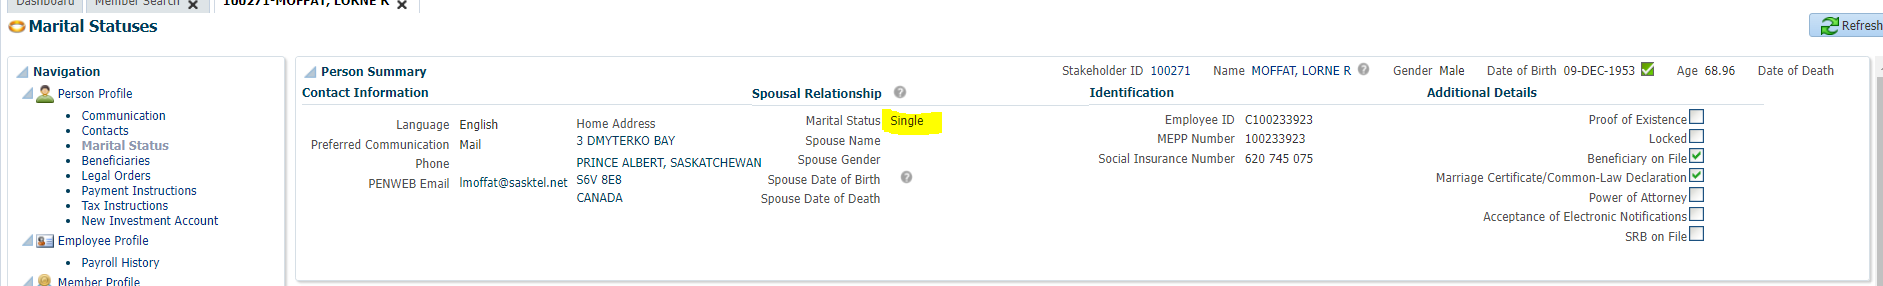 Dashboard Member Search 100271-MOFFAT, LORNE R
Marital Statuses
Refresh
Navigation
Person Profile
Communication
Contacts
Marital Status
Beneficiaries
Legal Orders
Payment Instructions
Tax Instructions
New Investment Account
Employee Profile
Payroll History
Member Profile
Person Summary
Stakeholder ID 100271 Name MOFFAT, LORNE R Gender Male Date of Birth 09-DEC-1953 Age 68.96 Date of Death
Contact Information
Language English
Preferred Communication Mail
Phone
PENWEB Email lmoffat@sasktel.net
Home Address
3 DMYTERKO BAY
PRINCE ALBERT, SASKATCHEWAN
S6V 8E8
CANADA
Spousal Relationship
Marital Status Single
Spouse Name
Spouse Gender
Spouse Date of Birth
Spouse Date of Death
Identification
Employee ID C100233923
MEPP Number 100233923
Social Insurance Number 620 745 075
Additional Details
Proof of Existence
Locked
Beneficiary on File
Marriage Certificate/Common-Law Declaration
Power of Attorney
Acceptance of Electronic Notifications
SRB on File